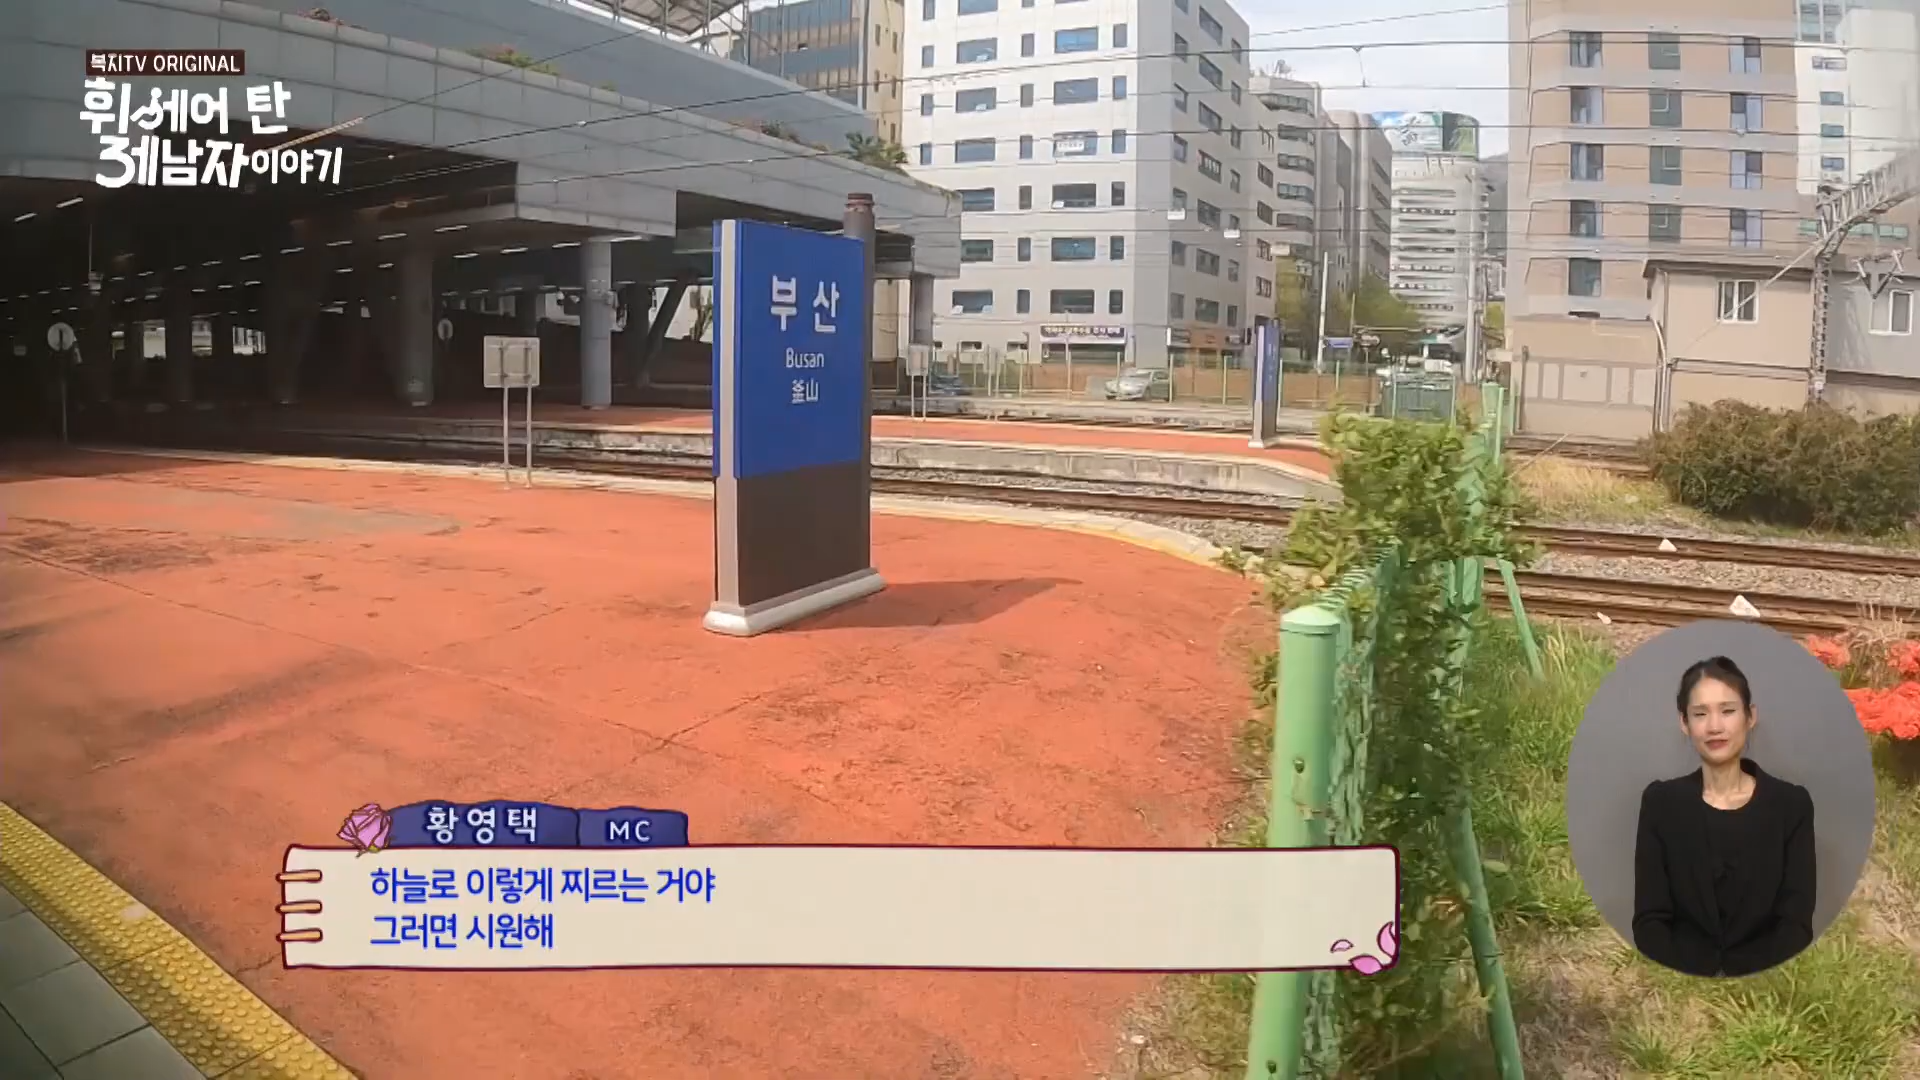 복지TV ORIGINAL
휠체어 탄
3세남자이야기
부산
Busan
釜山
황영택 MC
하늘로 이렇게 찌르는 거야
그러면 시원해